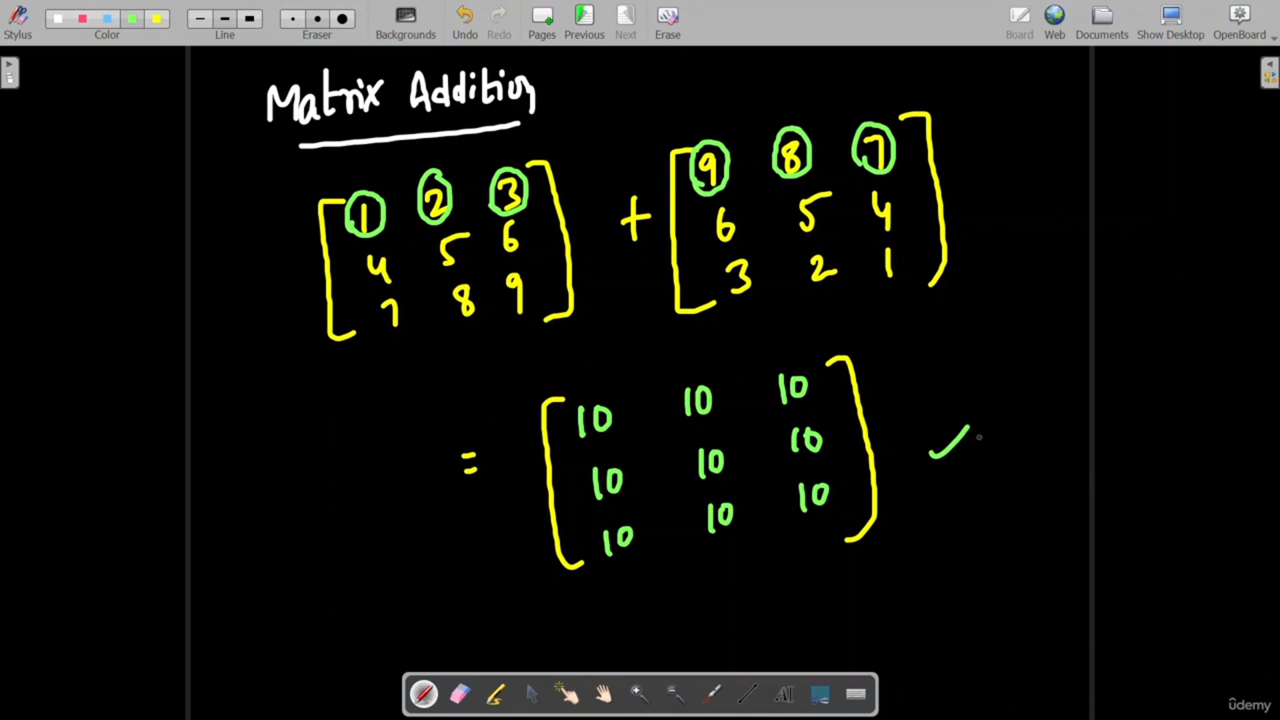 Stylus Color Line Eraser Backgrounds Undo Redo Pages Previous Next Erase Board Web Documents Show Desktop OpenBoard
Matrix Addition
1 2 3 + 9 8 7
4 5 6 6 5 4
7 8 9 3 2 1
= 10 10 10
10 10 10
10 10 10
ûdemy